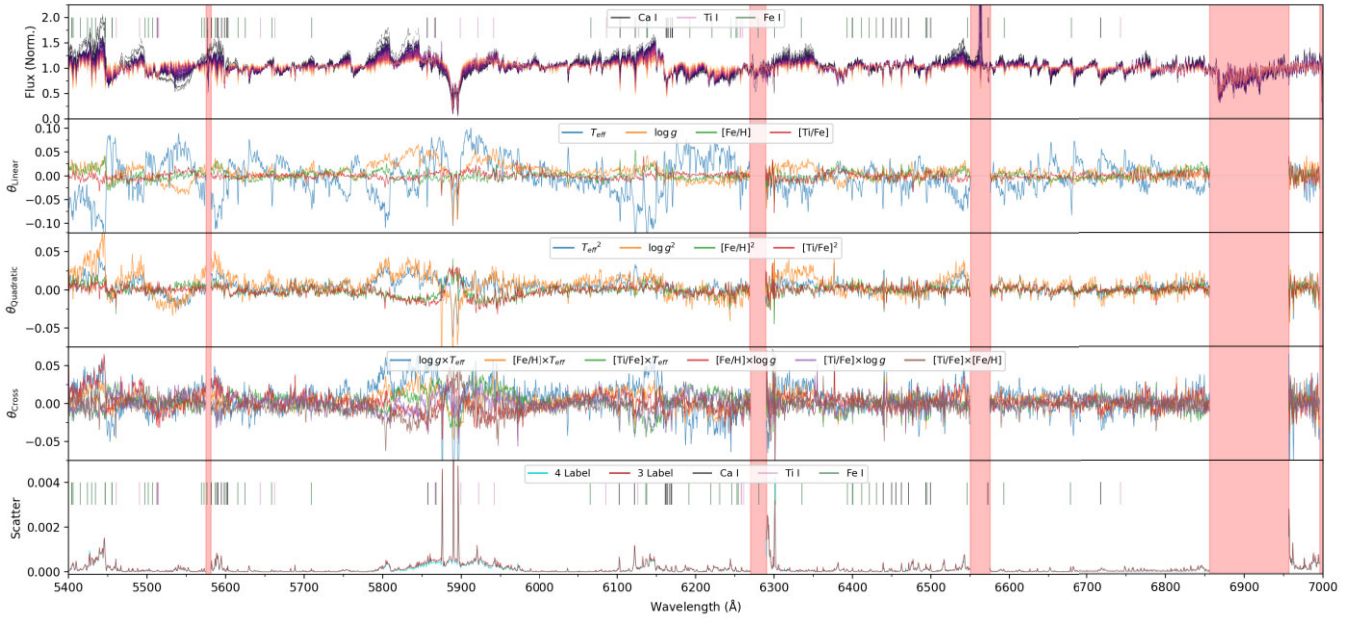 2.0
1.5
1.0
0.5
0.0
Flux (Norm.)
Ca I Ti I Fe I
0.10
0.05
0.00
−0.05
−0.10
θLinear
Teff log g [Fe/H] [Ti/Fe]
0.05
0.00
−0.05
θQuadratic
Teff² log g² [Fe/H]² [Ti/Fe]²
0.05
0.00
−0.05
θCross
log g×Teff [Fe/H]×Teff [Ti/Fe]×Teff [Fe/H]×log g [Ti/Fe]×log g [Ti/Fe]×[Fe/H]
0.004
0.002
0.000
Scatter
4 Label 3 Label Ca I Ti I Fe I
5400 5500 5600 5700 5800 5900 6000 6100 6200 6300 6400 6500 6600 6700 6800 6900 7000
Wavelength (Å)